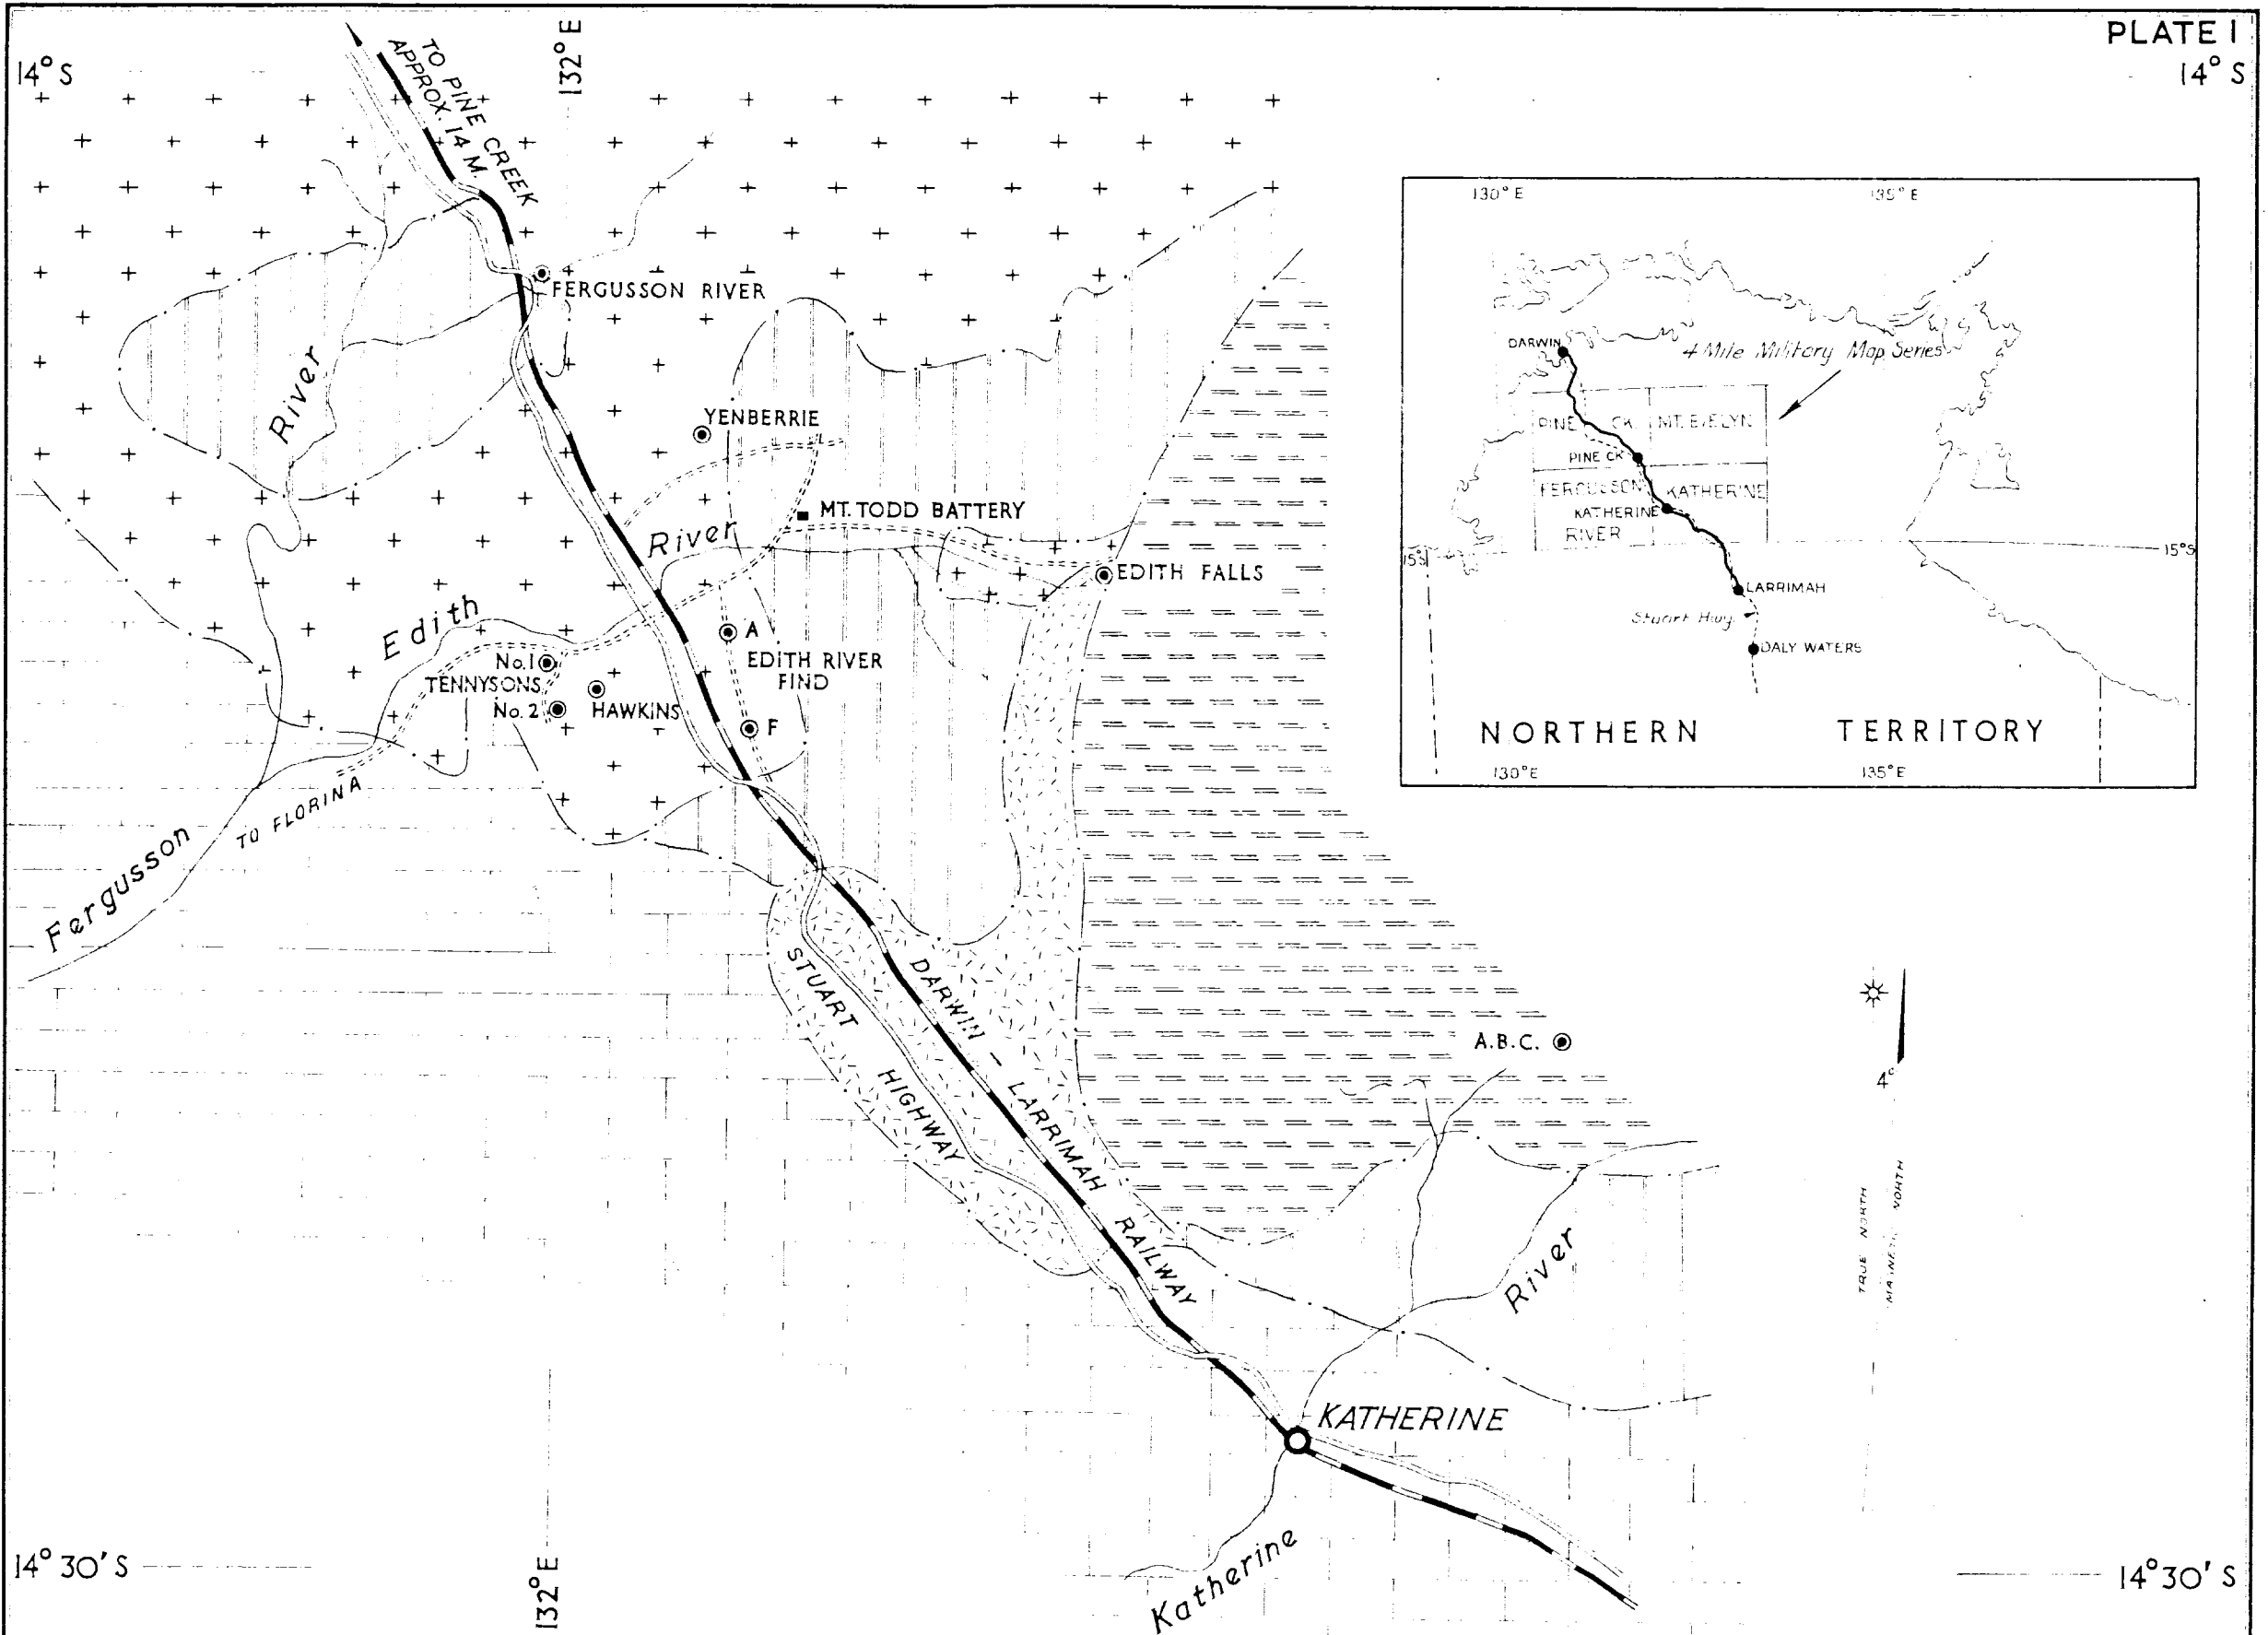 PLATE 1
14° S
132° E
14° S
TO PINE CREEK
APPROX. 14 M.
FERGUSSON RIVER
River
YENBERRIE
MT. TODD BATTERY
River
EDITH FALLS
Edith
A
EDITH RIVER
FIND
No.1
TENNYSONS
No.2
HAWKINS
F
TO FLORINA
Fergusson
STUART
HIGHWAY
DARWIN - LARRIMAH RAILWAY
A.B.C.
River
KATHERINE
Katherine
14° 30' S
132° E
14° 30' S
130° E
135° E
DARWIN
4 Mile Military Map Series
PINE CK.
MT. EVELYN
PINE CK
FERGUSSON
KATHERINE
KATHERINE
RIVER
15°S
15°S
LARRIMAH
Stuart Hwy.
DALY WATERS
NORTHERN TERRITORY
130° E
135° E
4°
TRUE NORTH
MAGNETIC NORTH